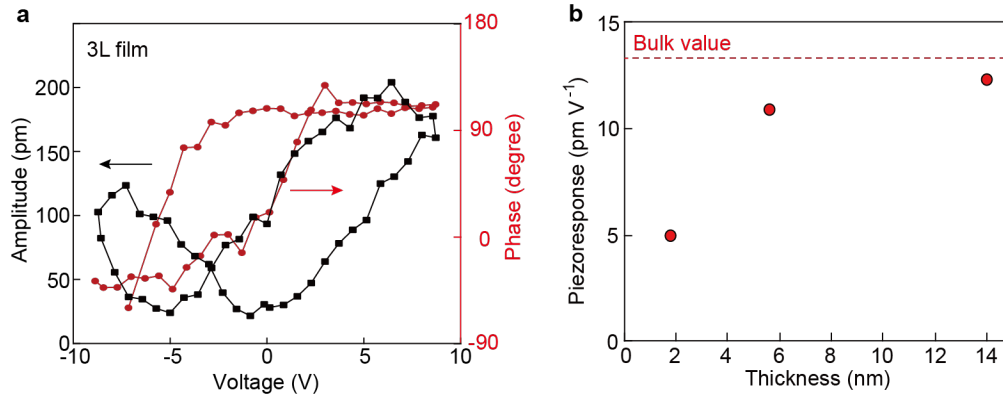 a
3L film
Amplitude (pm)
200
150
100
50
0
-10
-5
0
5
10
Voltage (V)
180
90
0
-90
Phase (degree)
b
Bulk value
Piezoresponse (pm V⁻¹)
15
10
5
0
0
2
4
6
8
10
12
14
Thickness (nm)